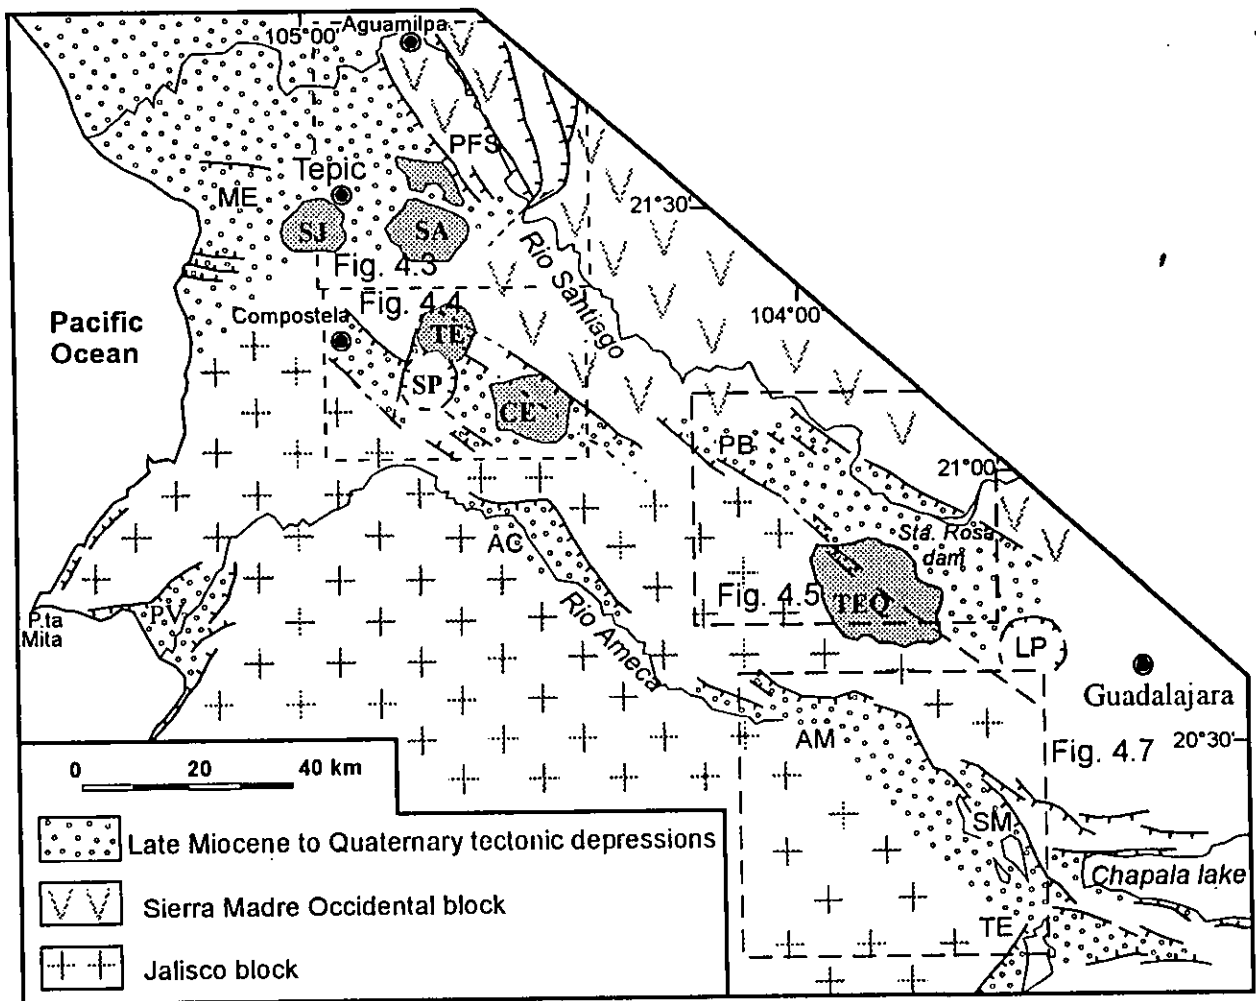 Aguamilpa
105°00'
PFS
Tepic
ME
21°30'
SJ
SA
Rio Santiago
Fig. 4.3
104°00'
Pacific
Ocean
Fig. 4.4
Compostela
TE
SP
CE
PB
21°00'
Sta. Rosa
dam
AC
Fig. 4.5
TEQ
Rio Ameca
PV
P.ta
Mita
LP
Guadalajara
AM
20°30'
Fig. 4.7
0 20 40 km
SM
Late Miocene to Quaternary tectonic depressions
Chapala lake
Sierra Madre Occidental block
TE
Jalisco block